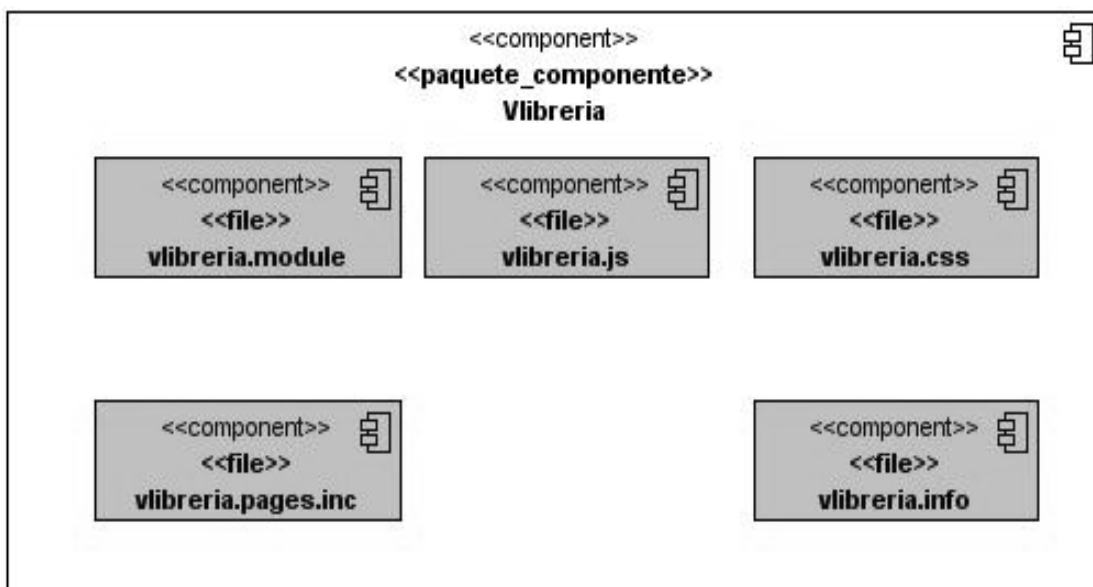 <<component>>
<<paquete_componente>>
Vlibreria
<<component>>
<<file>>
vlibreria.module
<<component>>
<<file>>
vlibreria.js
<<component>>
<<file>>
vlibreria.css
<<component>>
<<file>>
vlibreria.pages.inc
<<component>>
<<file>>
vlibreria.info